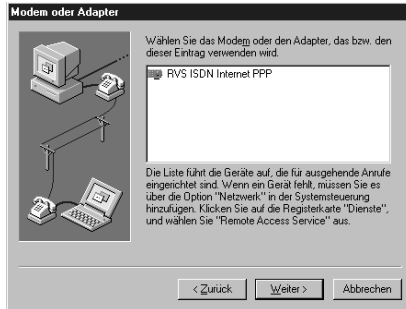 Modem oder Adapter
Wählen Sie das Modem oder den Adapter, das bzw. den
dieser Eintrag verwenden wird.
RVS ISDN Internet PPP
Die Liste führt die Geräte auf, die für ausgehende Anrufe
eingerichtet sind. Wenn ein Gerät fehlt, müssen Sie es
über die Option "Netzwerk" in der Systemsteuerung
hinzufügen. Klicken Sie auf die Registerkarte "Dienste",
und wählen Sie "Remote Access Service" aus.
< Zurück Weiter > Abbrechen